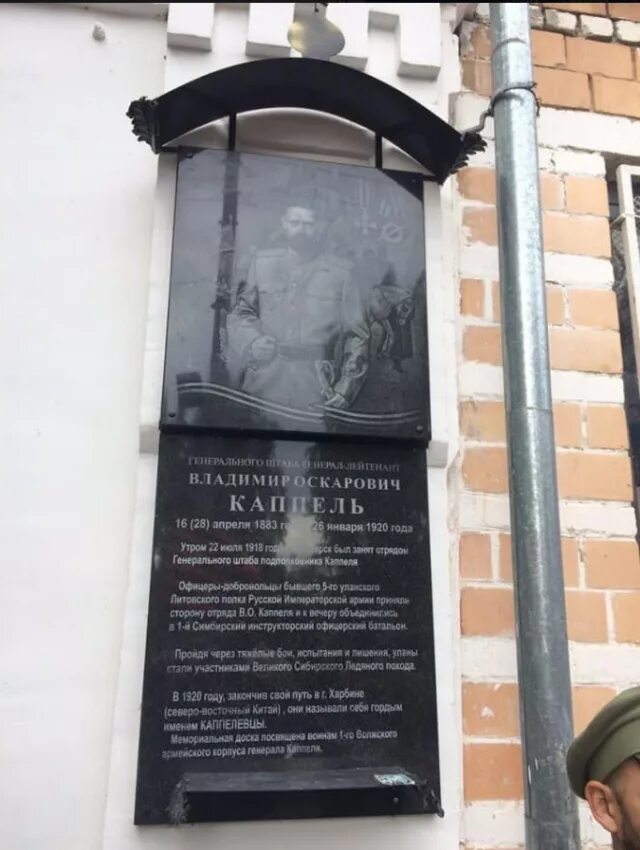 ГЕНЕРАЛЬНОГО ШТАБА ГЕНЕРАЛ-ЛЕЙТЕНАНТ
ВЛАДИМИР ОСКАРОВИЧ
КАППЕЛЬ
16 (28) апреля 1883 26 января 1920 года
Утром 22 июля 1918 был занят отрядом
Генерального штаба подполковника Каппеля
Офицеры-добровольцы бывшего 5-го уланского
Литовского полка Русской Императорской армии приняли
сторону отряда В.О. Каппеля и к вечеру объединились
в 1-й Симбирский инструкторский офицерский батальон.
Пройдя через тяжёлые бои, испытания и лишения, уланы
стали участниками Великого Сибирского Ледяного похода.
В 1920 году, закончив свой путь в г. Харбине
(северо-восточный Китай) , они называли себя гордым
именем КАППЕЛЕВЦЫ.
Мемориальная доска посвящена воинам 1-го Волжского
армейского корпуса генерала Каппеля.